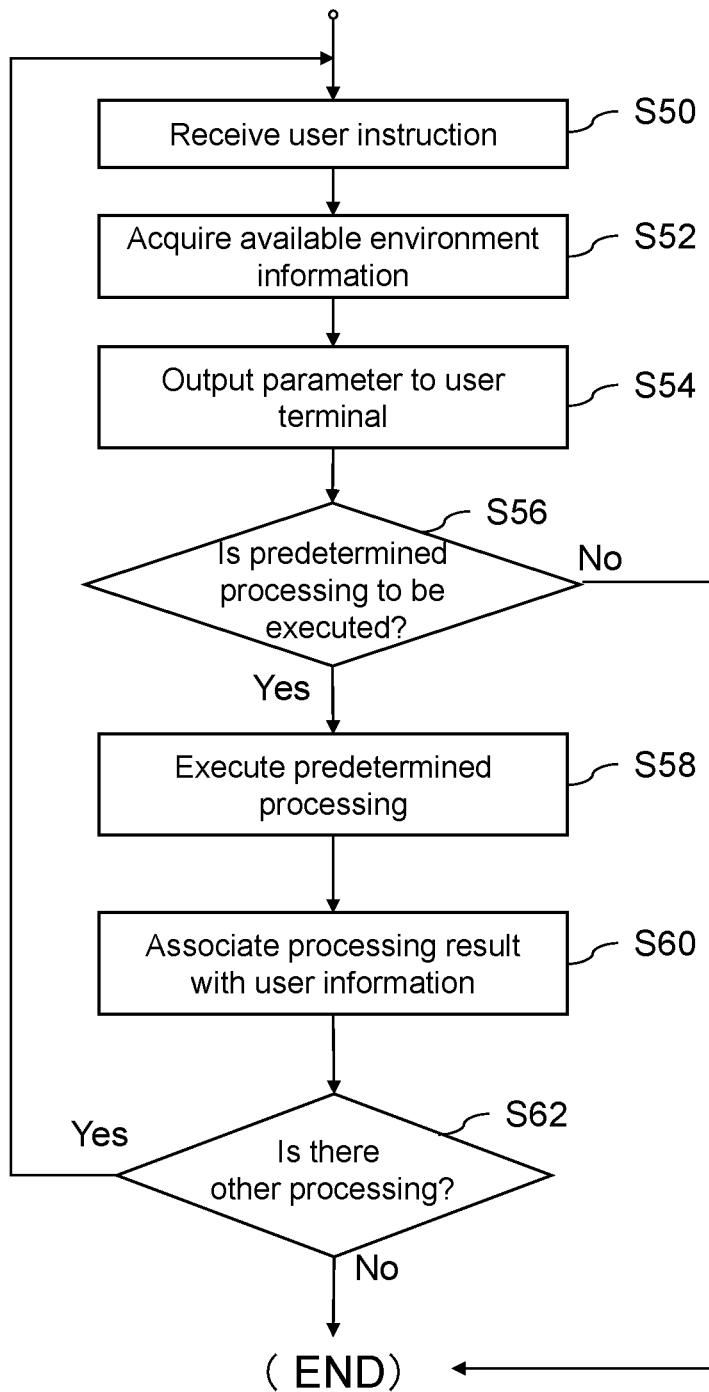 Receive user instruction
S50
Acquire available environment
information
S52
Output parameter to user
terminal
S54
S56
Is predetermined
processing to be
executed?
No
Yes
Execute predetermined
processing
S58
Associate processing result
with user information
S60
S62
Yes
Is there
other processing?
No
( END )